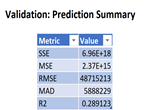 Validation: Prediction Summary
Metric Value
SSE 6.96E+18
MSE 2.37E+15
RMSE 48715213
MAD 5888229
R2 0.289123